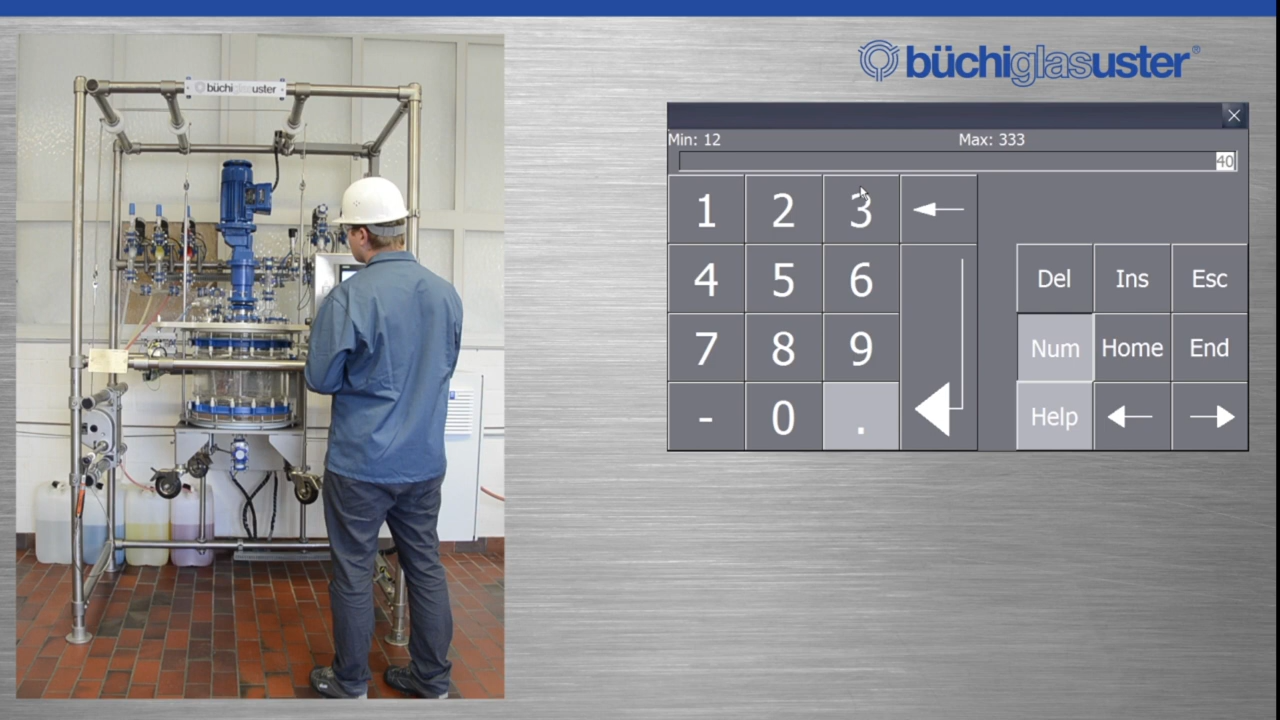 büchiglasuster®
büchiglasuster
Min: 12 Max: 333
40
1 2 3
4 5 6 Del Ins Esc
7 8 9 Num Home End
- 0 . Help